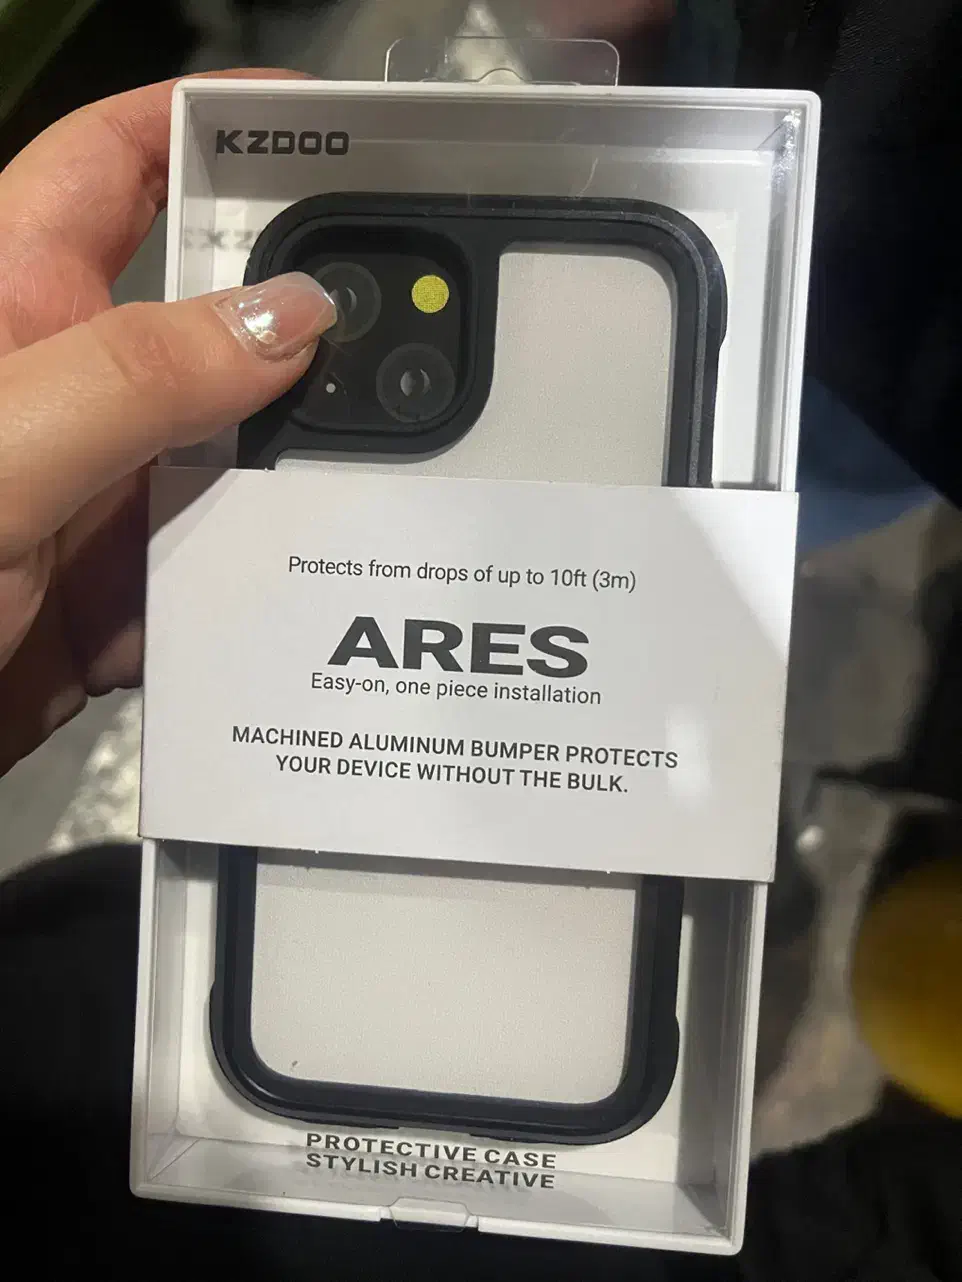 KZDOO
Protects from drops of up to 10ft (3m)
ARES
Easy-on, one piece installation
MACHINED ALUMINUM BUMPER PROTECTS
YOUR DEVICE WITHOUT THE BULK.
PROTECTIVE CASE
STYLISH CREATIVE